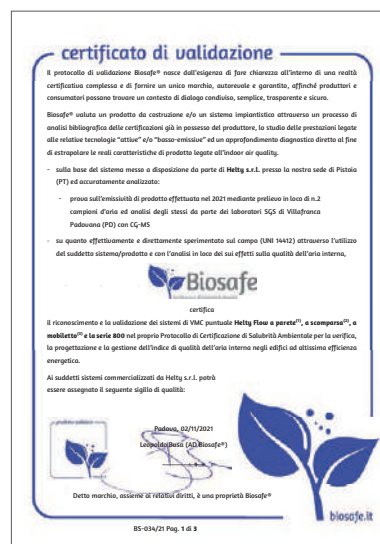 certificato di validazione
Il protocollo di validazione Biosafe® nasce dall'esigenza di fare chiarezza all'interno di una realtà
certificativa complessa e di fornire un unico marchio, autorevole e garantito, affinché produttori e
consumatori possano trovare un contesto di dialogo condiviso, semplice, trasparente e sicuro.
Biosafe® valuta un prodotto da costruzione e/o un sistema impiantistico attraverso un processo di
analisi bibliografica delle certificazioni già in possesso del produttore, lo studio delle prestazioni legate
alle relative tecnologie "attive" e/o "basso-emissive" ed un approfondimento diagnostico diretto al fine
di estrapolare le reali caratteristiche di prodotto legate all'indoor air quality.
- sulla base del sistema messo a disposizione da parte di Helty s.r.l. presso la nostra sede di Pistoia
(PT) ed accuratamente analizzato:
- prova sull'emissività di prodotto effettuata nel 2021 mediante prelievo in loco di n.2
campioni d'aria ed analisi degli stessi da parte dei laboratori SGS di Villafranca
Padovana (PD) con CG-MS
- su quanto effettivamente e direttamente sperimentato sul campo (UNI 14412) attraverso l'utilizzo
del suddetto sistema/prodotto e con l'analisi in loco dei sui effetti sulla qualità dell'aria interna,
Biosafe
certifica
il riconoscimento e la validazione dei sistemi di VMC puntuale Helty Flow a parete(1), a scomparsa(2), a
mobiletto(3) e la serie 800 nel proprio Protocollo di Certificazione di Salubrità Ambientale per la verifica,
la progettazione e la gestione dell'indice di qualità dell'aria interna negli edifici ad altissima efficienza
energetica.
Ai suddetti sistemi commercializzati da Helty s.r.l. potrà
essere assegnato il seguente sigillo di qualità:
prodotto validato
Padova, 02/11/2021
Leopoldo Busa (AD Biosafe®)
Detto marchio, assieme ai relativi diritti, è una proprietà Biosafe®
biosafe.it
BS-034/21 Pag. 1 di 3